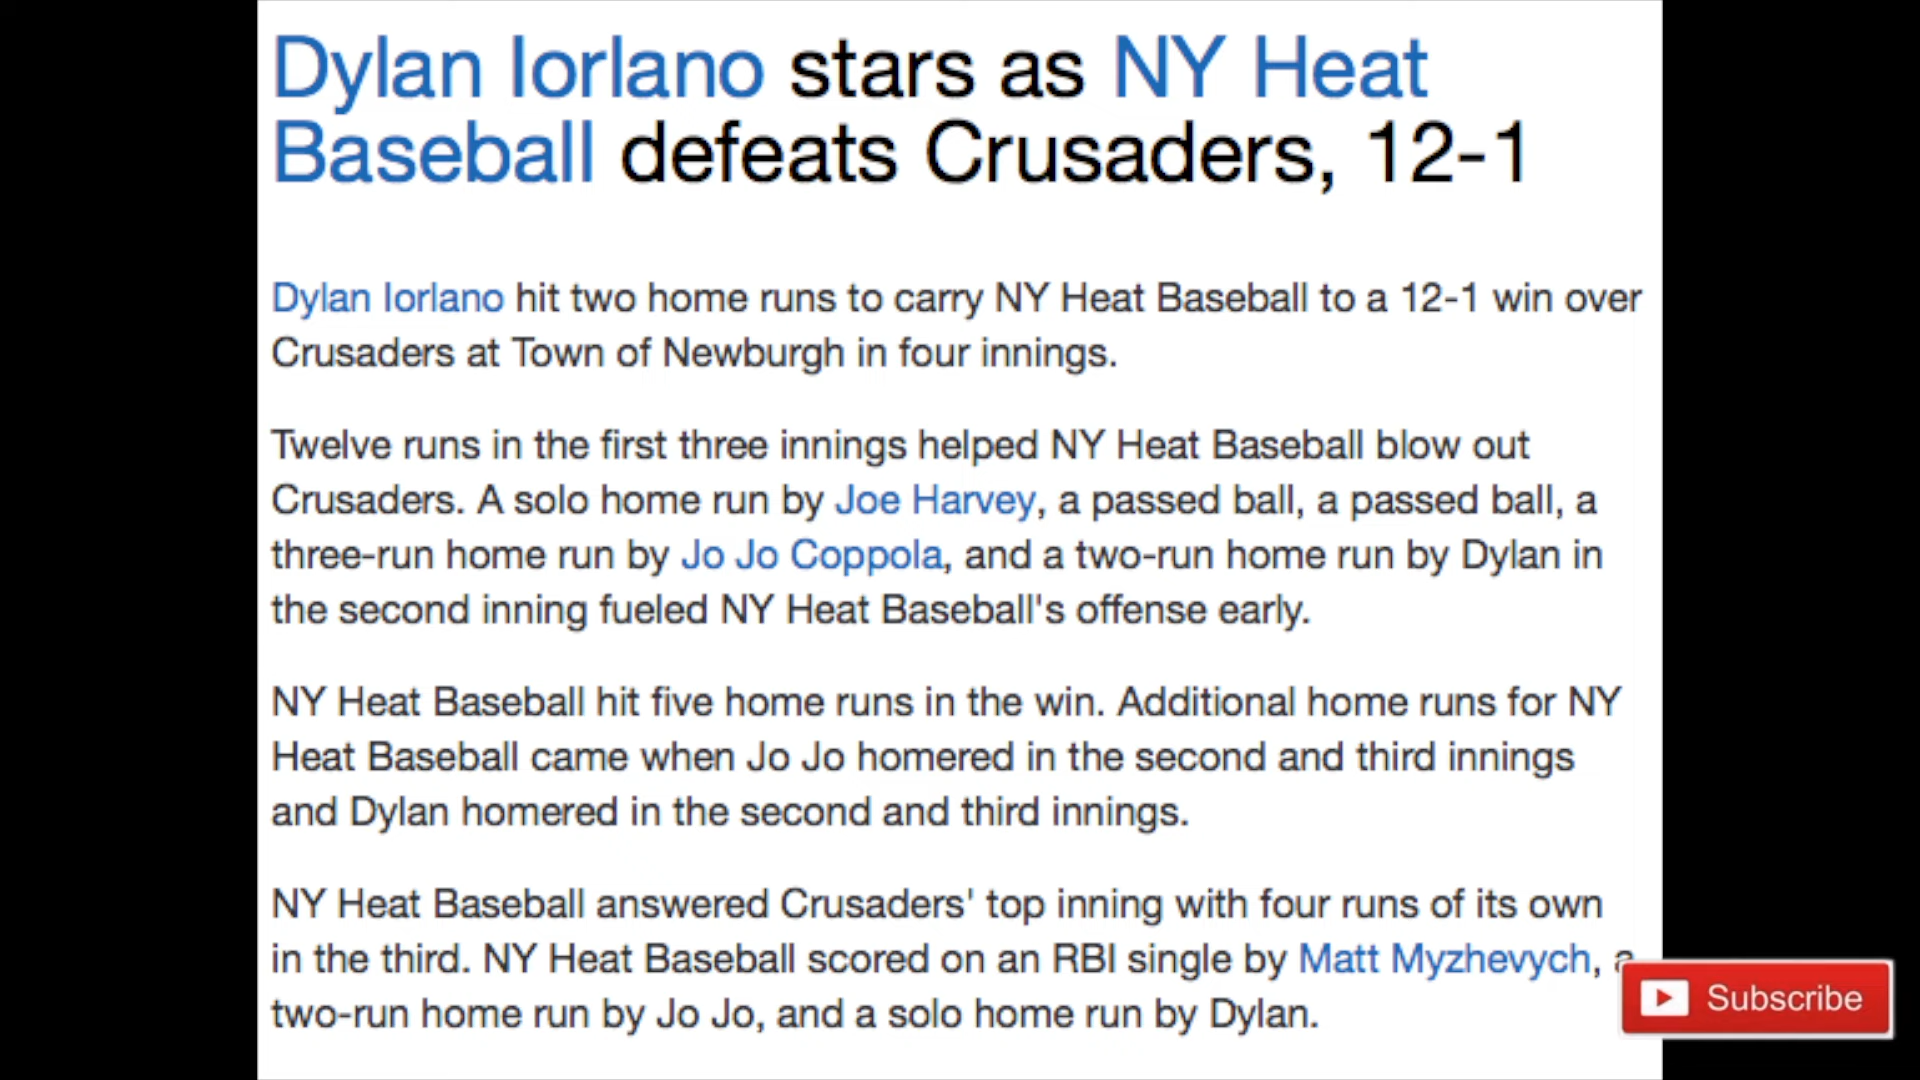 Dylan Iorlano stars as NY Heat
Baseball defeats Crusaders, 12-1
Dylan Iorlano hit two home runs to carry NY Heat Baseball to a 12-1 win over
Crusaders at Town of Newburgh in four innings.
Twelve runs in the first three innings helped NY Heat Baseball blow out
Crusaders. A solo home run by Joe Harvey, a passed ball, a passed ball, a
three-run home run by Jo Jo Coppola, and a two-run home run by Dylan in
the second inning fueled NY Heat Baseball's offense early.
NY Heat Baseball hit five home runs in the win. Additional home runs for NY
Heat Baseball came when Jo Jo homered in the second and third innings
and Dylan homered in the second and third innings.
NY Heat Baseball answered Crusaders' top inning with four runs of its own
in the third. NY Heat Baseball scored on an RBI single by Matt Myzhevych, a
two-run home run by Jo Jo, and a solo home run by Dylan.
Subscribe